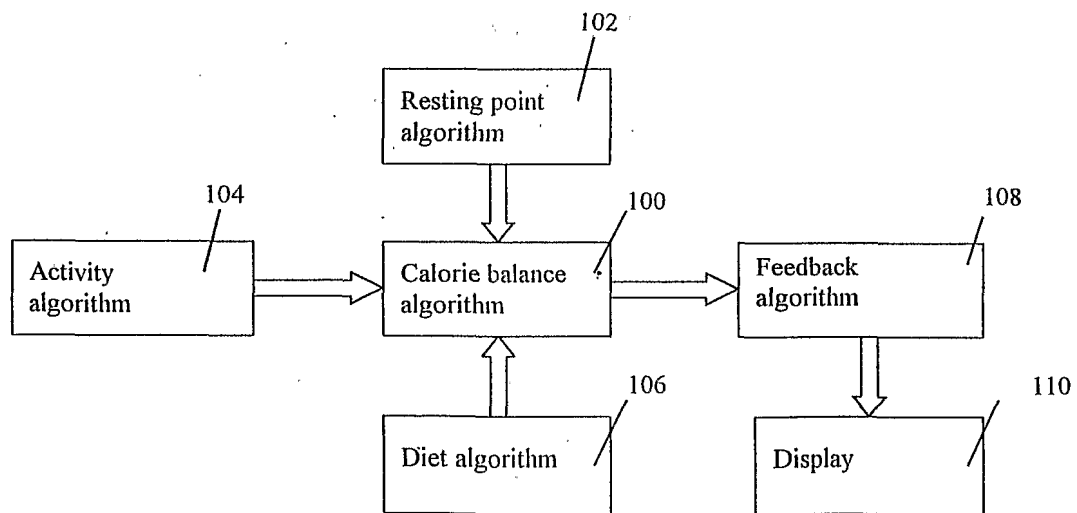 102
Resting point
algorithm
104
100
108
Activity
algorithm
Calorie balance
algorithm
Feedback
algorithm
106
110
Diet algorithm
Display